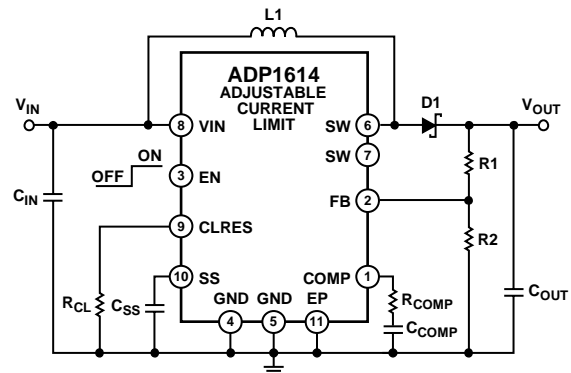 L1
ADP1614
ADJUSTABLE
CURRENT
LIMIT
VIN
VOUT
D1
8 VIN
SW 6
SW 7
ON
OFF
3 EN
FB 2
R1
R2
CIN
9 CLRES
10 SS
COMP 1
RCL
CSS
GND GND EP
4 5 11
RCOMP
CCOMP
COUT